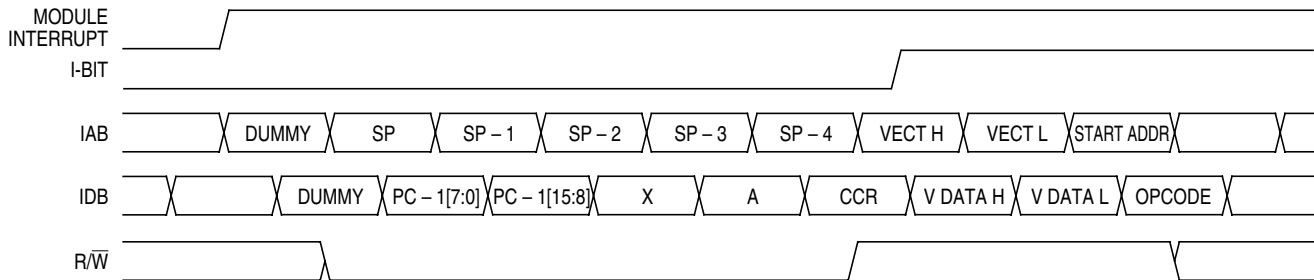 MODULE
INTERRUPT
I-BIT
IAB DUMMY SP SP – 1 SP – 2 SP – 3 SP – 4 VECT H VECT L START ADDR
IDB DUMMY PC – 1[7:0] PC – 1[15:8] X A CCR V DATA H V DATA L OPCODE
R/W̅